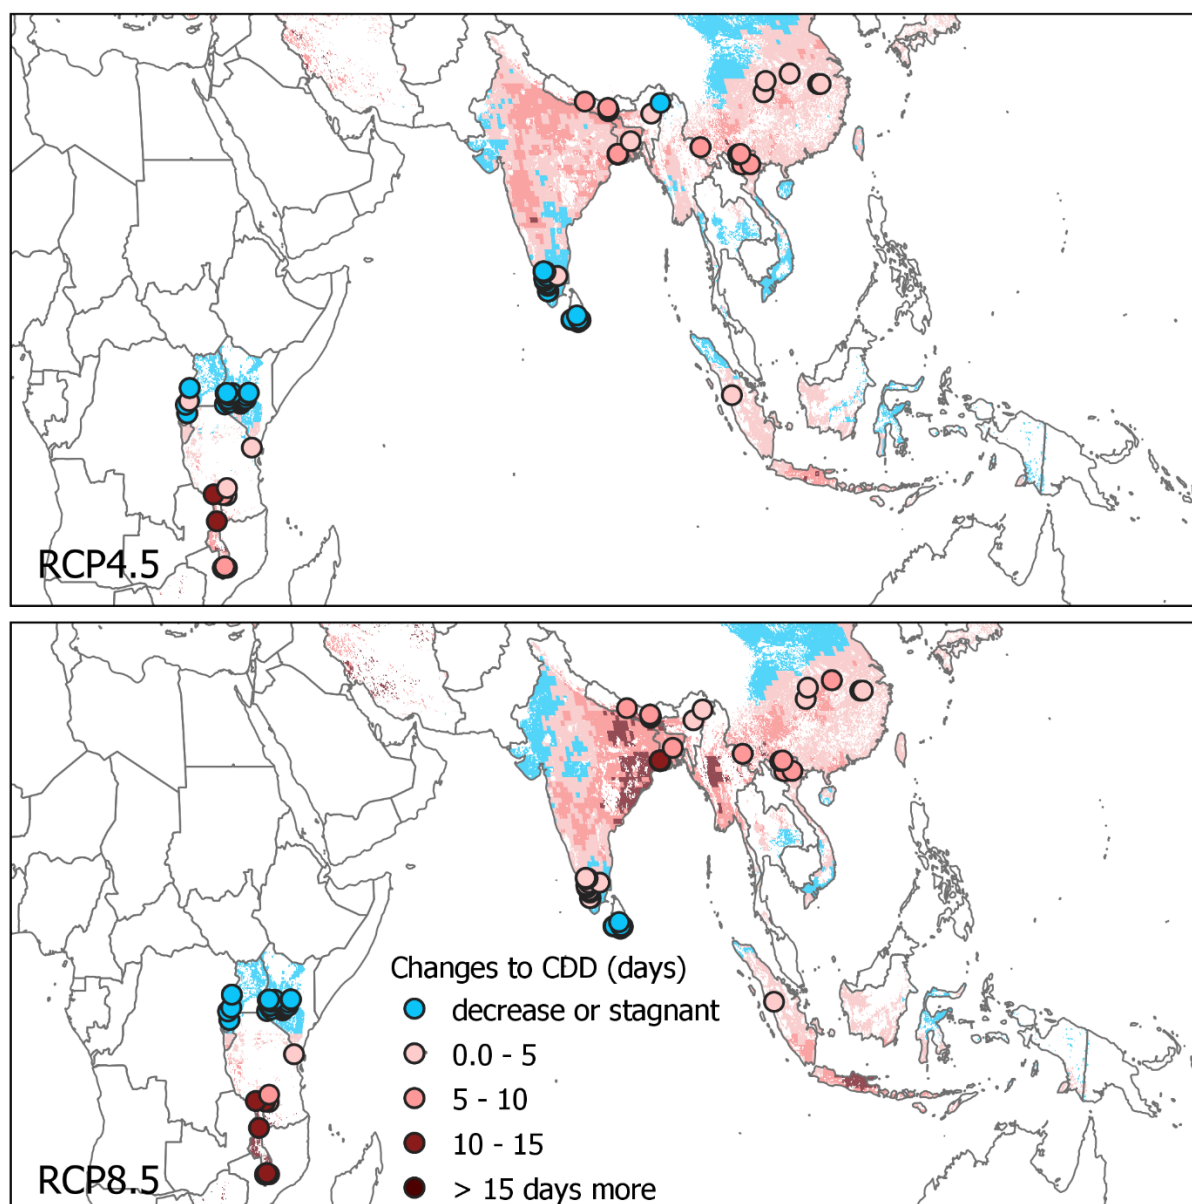 RCP4.5
Changes to CDD (days)
decrease or stagnant
0.0 - 5
5 - 10
10 - 15
> 15 days more
RCP8.5